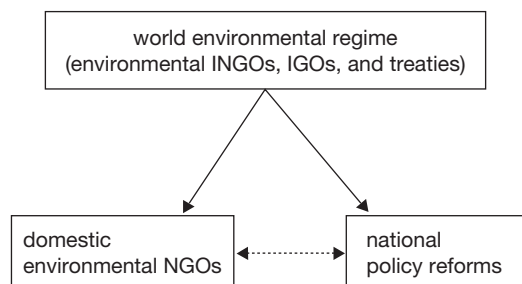 world environmental regime
(environmental INGOs, IGOs, and treaties)
domestic
environmental NGOs
national
policy reforms